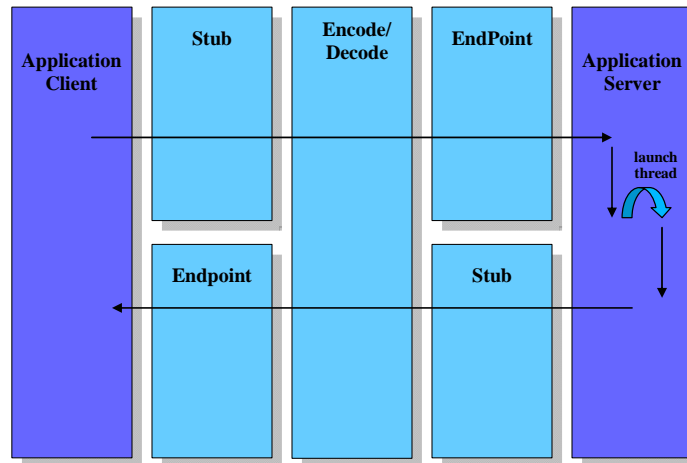 Application
Client
Stub
Encode/
Decode
EndPoint
Application
Server
launch
thread
Endpoint
Stub